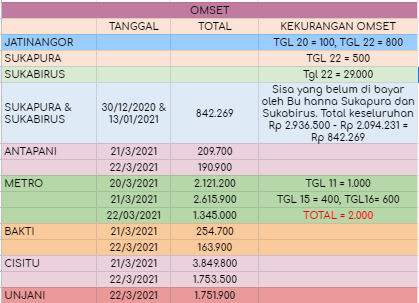 OMSET
TANGGAL TOTAL KEKURANGAN OMSET
JATINANGOR TGL 20 = 100, TGL 22 = 800
SUKAPURA TGL 22 = 500
SUKABIRUS Tgl 22 = 29.000
SUKAPURA & SUKABIRUS 30/12/2020 & 13/01/2021 842.269 Sisa yang belum di bayar
oleh Bu hanna Sukapura dan
Sukabirus. Total keseluruhan
Rp 2.936.500 - Rp 2.094.231 =
Rp 842.269
ANTAPANI 21/3/2021 209.700
22/3/2021 190.900
METRO 20/3/2021 2.121.200 TGL 11 = 1.000
21/3/2021 2.615.900 TGL 15 = 400, TGL16= 600
22/03/2021 1.345.000 TOTAL = 2.000
BAKTI 21/3/2021 254.700
22/3/2021 163.900
CISITU 21/3/2021 3.849.800
22/3/2021 1.753.500
UNJANI 22/3/2021 1.751.900